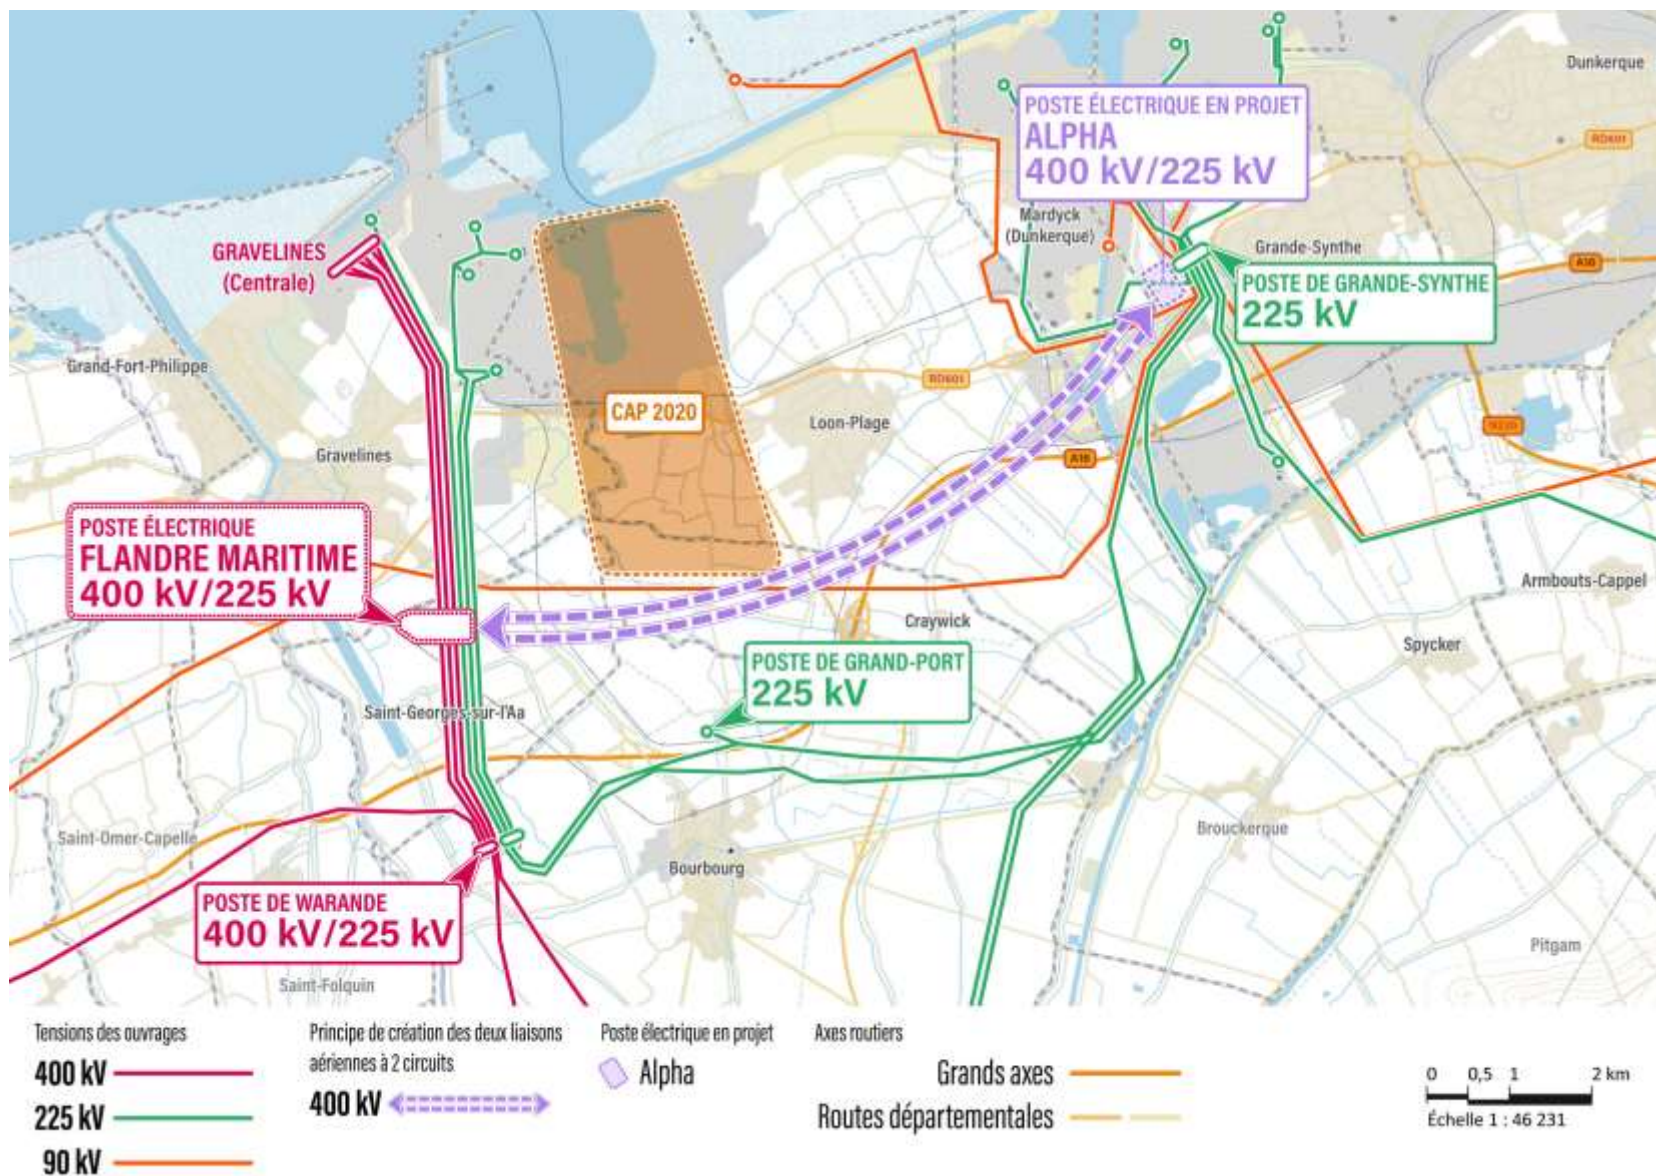 Dunkerque
RD601
POSTE ÉLECTRIQUE EN PROJET
ALPHA
400 kV/225 kV
Mardyck
(Dunkerque)
Grande-Synthe
A16
GRAVELINES
(Centrale)
POSTE DE GRANDE-SYNTHE
225 kV
Grand-Fort-Philippe
RD601
CAP 2020
Loon-Plage
Gravelines
A16
POSTE ÉLECTRIQUE
FLANDRE MARITIME
400 kV/225 kV
Armbouts-Cappel
Craywick
Spycker
POSTE DE GRAND-PORT
225 kV
Saint-Georges-sur-l'Aa
Saint-Omer-Capelle
Brouckerque
Bourbourg
POSTE DE WARANDE
400 kV/225 kV
Pitgam
Saint-Folquin
Tensions des ouvrages
400 kV
225 kV
90 kV
Principe de création des deux liaisons
aériennes à 2 circuits
400 kV
Poste électrique en projet
Alpha
Axes routiers
Grands axes
Routes départementales
0 0,5 1 2 km
Échelle 1 : 46 231